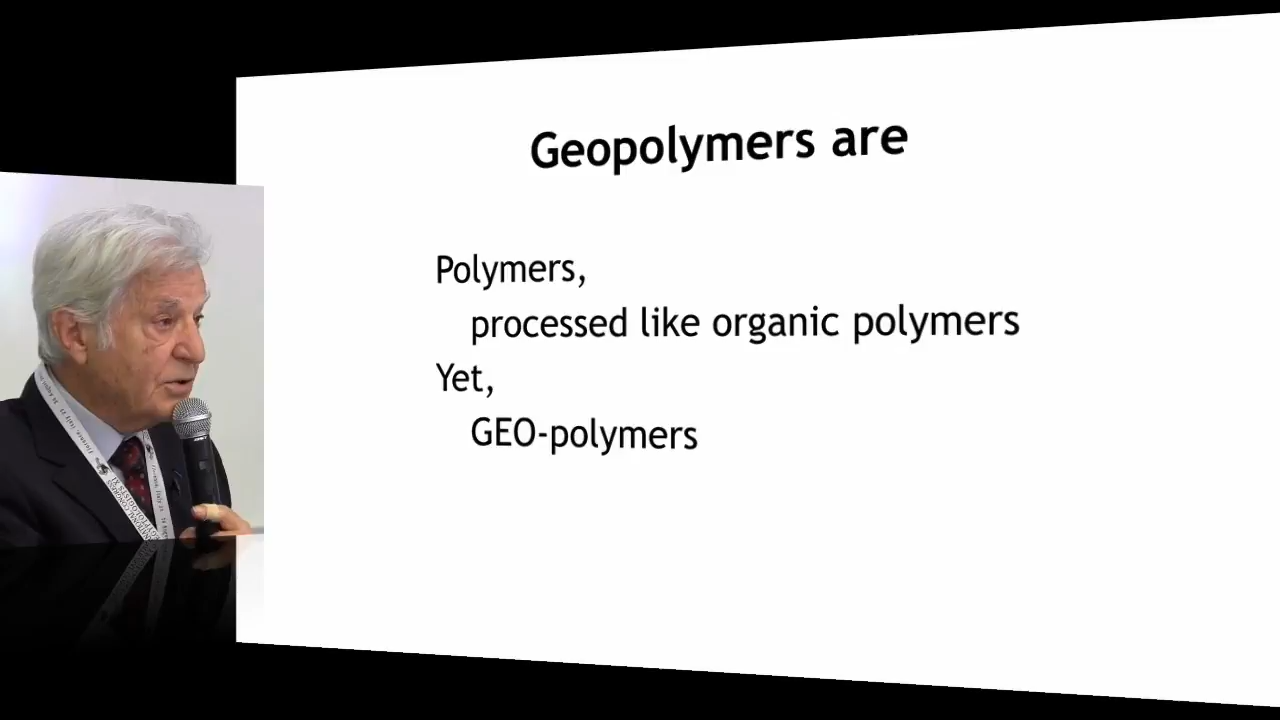 Geopolymers are
Polymers,
processed like organic polymers
Yet,
GEO-polymers